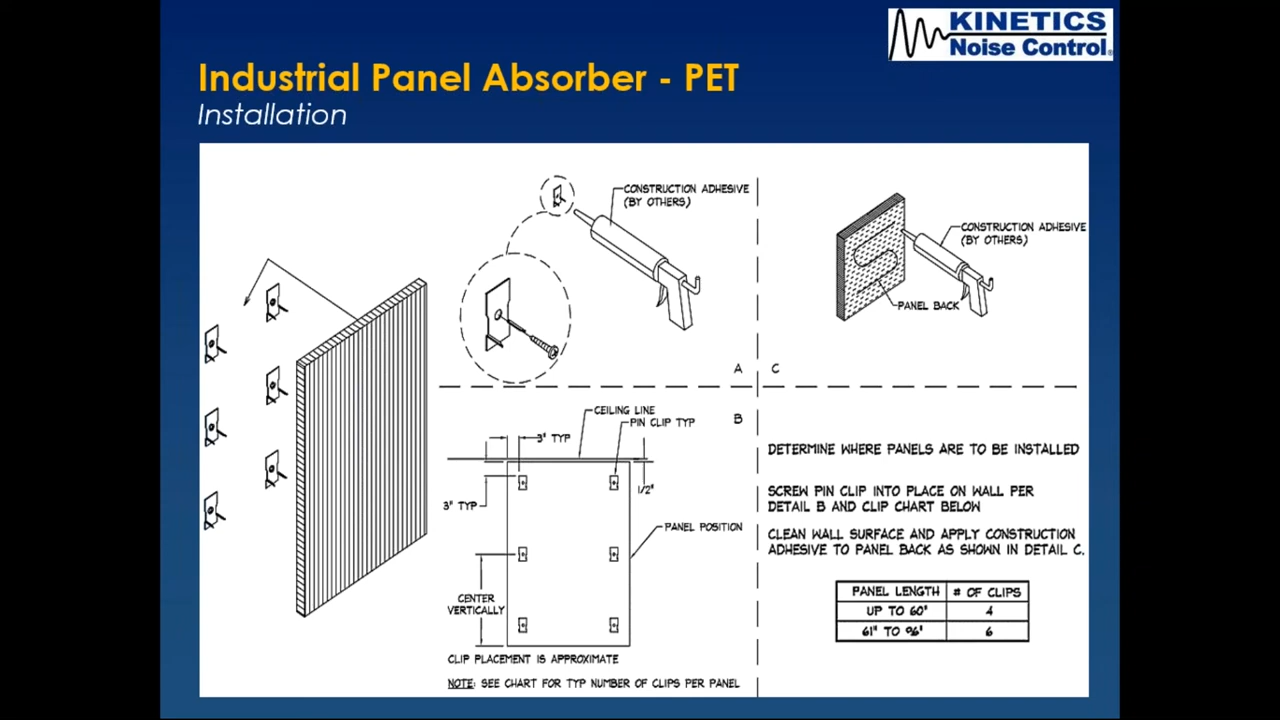 KINETICS
Noise Control
Industrial Panel Absorber - PET
Installation
CONSTRUCTION ADHESIVE
(BY OTHERS)
A
CONSTRUCTION ADHESIVE
(BY OTHERS)
PANEL BACK
C
B
CEILING LINE
PIN CLIP TYP
3" TYP
1/2"
3" TYP
PANEL POSITION
CENTER
VERTICALLY
CLIP PLACEMENT IS APPROXIMATE
NOTE: SEE CHART FOR TYP NUMBER OF CLIPS PER PANEL
DETERMINE WHERE PANELS ARE TO BE INSTALLED
SCREW PIN CLIP INTO PLACE ON WALL PER
DETAIL B AND CLIP CHART BELOW
CLEAN WALL SURFACE AND APPLY CONSTRUCTION
ADHESIVE TO PANEL BACK AS SHOWN IN DETAIL C.
PANEL LENGTH # OF CLIPS
UP TO 60" 4
61" TO 96" 6